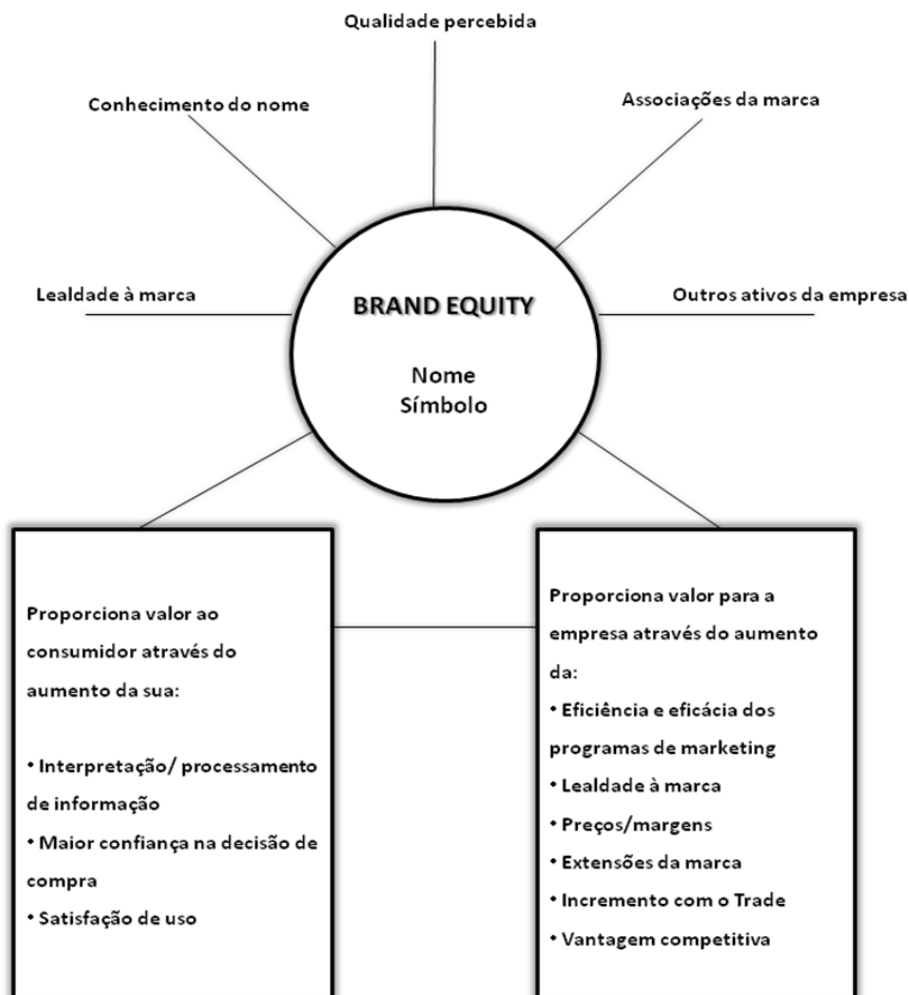 Qualidade percebida
Conhecimento do nome
Associações da marca
Lealdade à marca
Outros ativos da empresa
BRAND EQUITY
Nome
Símbolo
Proporciona valor ao
consumidor através do
aumento da sua:
• Interpretação/ processamento
de informação
• Maior confiança na decisão de
compra
• Satisfação de uso
Proporciona valor para a
empresa através do aumento
da:
• Eficiência e eficácia dos
programas de marketing
• Lealdade à marca
• Preços/margens
• Extensões da marca
• Incremento com o Trade
• Vantagem competitiva